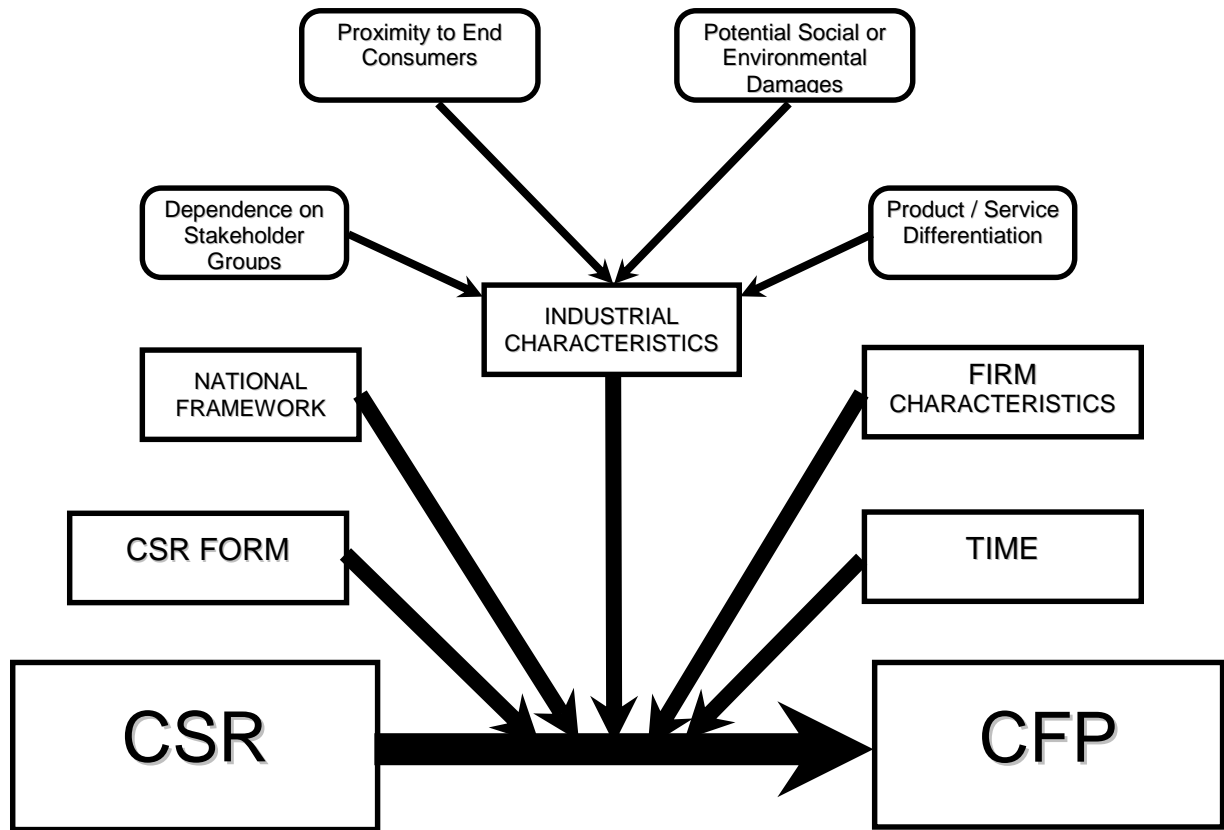 Proximity to End
Consumers
Potential Social or
Environmental
Damages
Dependence on
Stakeholder
Groups
Product / Service
Differentiation
INDUSTRIAL
CHARACTERISTICS
NATIONAL
FRAMEWORK
FIRM
CHARACTERISTICS
CSR FORM
TIME
CSR
CFP